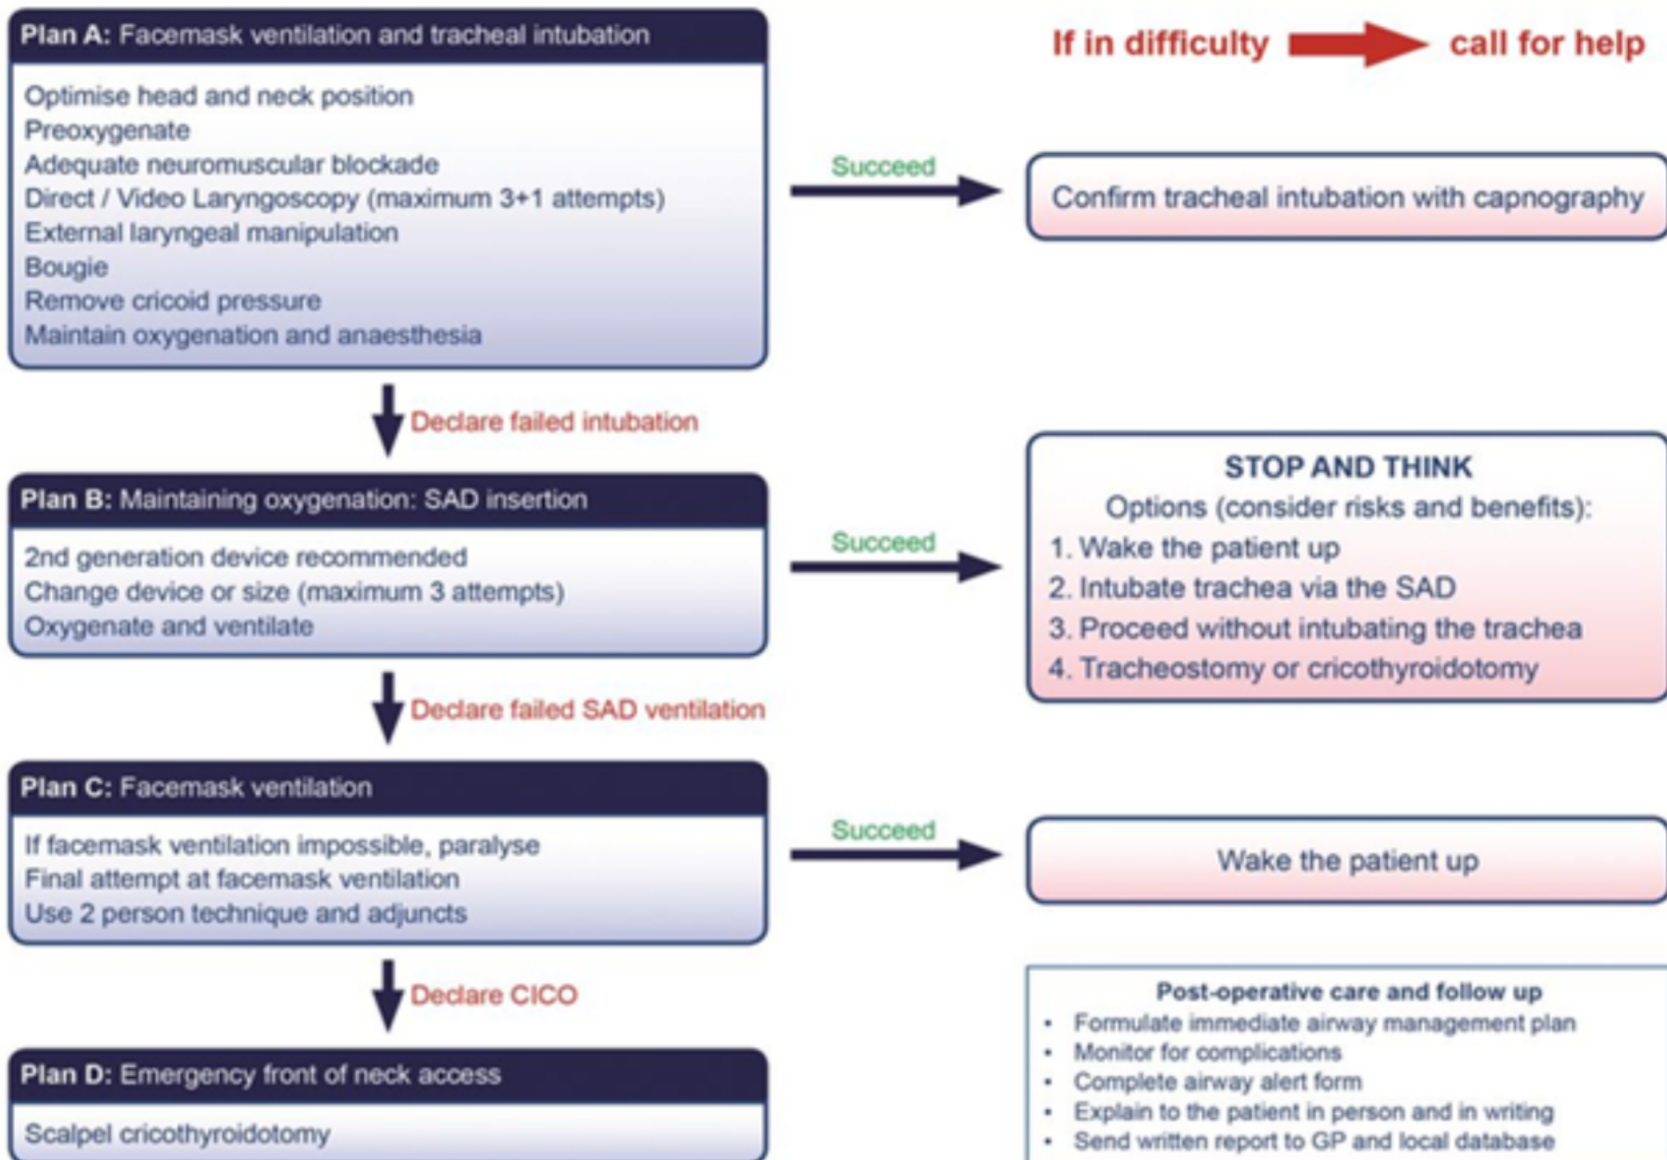 Plan A: Facemask ventilation and tracheal intubation
Optimise head and neck position
Preoxygenate
Adequate neuromuscular blockade
Direct / Video Laryngoscopy (maximum 3+1 attempts)
External laryngeal manipulation
Bougie
Remove cricoid pressure
Maintain oxygenation and anaesthesia
If in difficulty call for help
Succeed
Confirm tracheal intubation with capnography
Declare failed intubation
Plan B: Maintaining oxygenation: SAD insertion
2nd generation device recommended
Change device or size (maximum 3 attempts)
Oxygenate and ventilate
Succeed
STOP AND THINK
Options (consider risks and benefits):
1. Wake the patient up
2. Intubate trachea via the SAD
3. Proceed without intubating the trachea
4. Tracheostomy or cricothyroidotomy
Declare failed SAD ventilation
Plan C: Facemask ventilation
If facemask ventilation impossible, paralyse
Final attempt at facemask ventilation
Use 2 person technique and adjuncts
Succeed
Wake the patient up
Declare CICO
Plan D: Emergency front of neck access
Scalpel cricothyroidotomy
Post-operative care and follow up
• Formulate immediate airway management plan
• Monitor for complications
• Complete airway alert form
• Explain to the patient in person and in writing
• Send written report to GP and local database